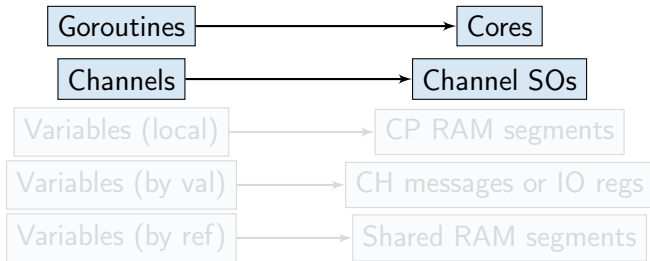 Goroutines Cores
Channels Channel SOs
Variables (local) CP RAM segments
Variables (by val) CH messages or IO regs
Variables (by ref) Shared RAM segments